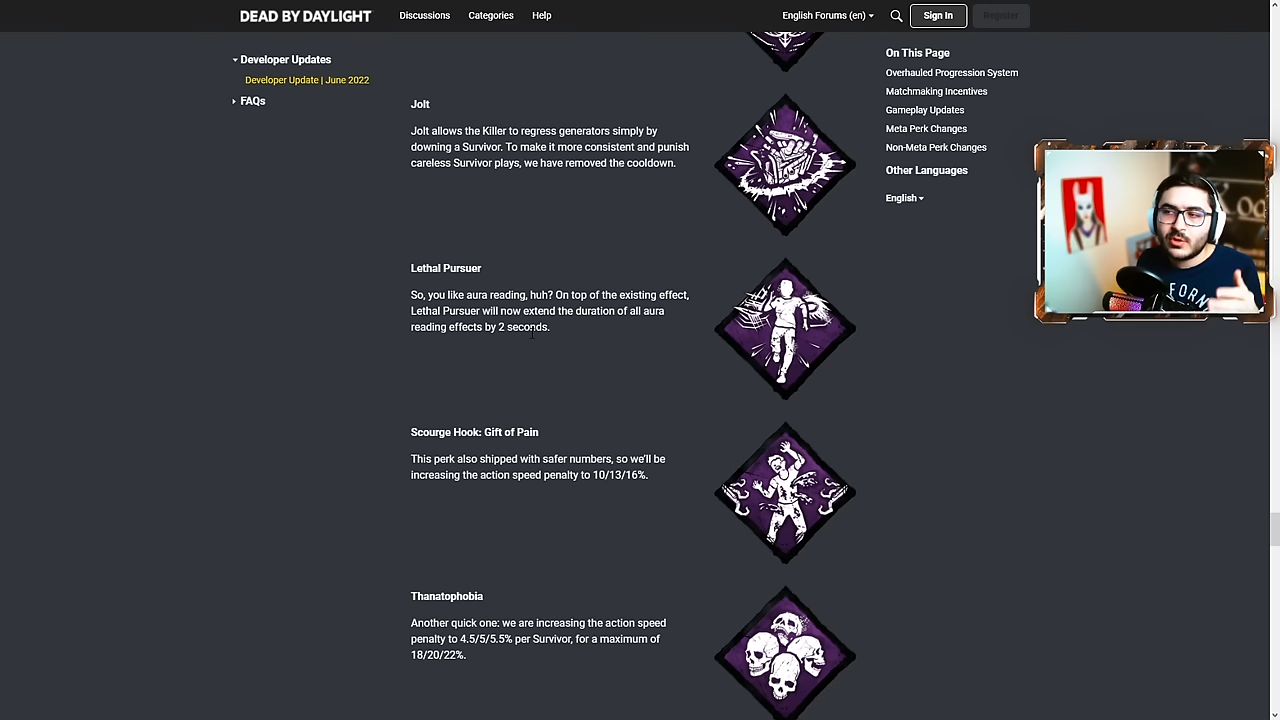 DEAD BY DAYLIGHT
Discussions
Categories
Help
English Forums (en)
Sign In
Register
Developer Updates
Developer Update | June 2022
FAQs
Jolt
Jolt allows the Killer to regress generators simply by
downing a Survivor. To make it more consistent and punish
careless Survivor plays, we have removed the cooldown.
Lethal Pursuer
So, you like aura reading, huh? On top of the existing effect,
Lethal Pursuer will now extend the duration of all aura
reading effects by 2 seconds.
Scourge Hook: Gift of Pain
This perk also shipped with safer numbers, so we'll be
increasing the action speed penalty to 10/13/16%.
Thanatophobia
Another quick one: we are increasing the action speed
penalty to 4.5/5/5.5% per Survivor, for a maximum of
18/20/22%.
On This Page
Overhauled Progression System
Matchmaking Incentives
Gameplay Updates
Meta Perk Changes
Non-Meta Perk Changes
Other Languages
English